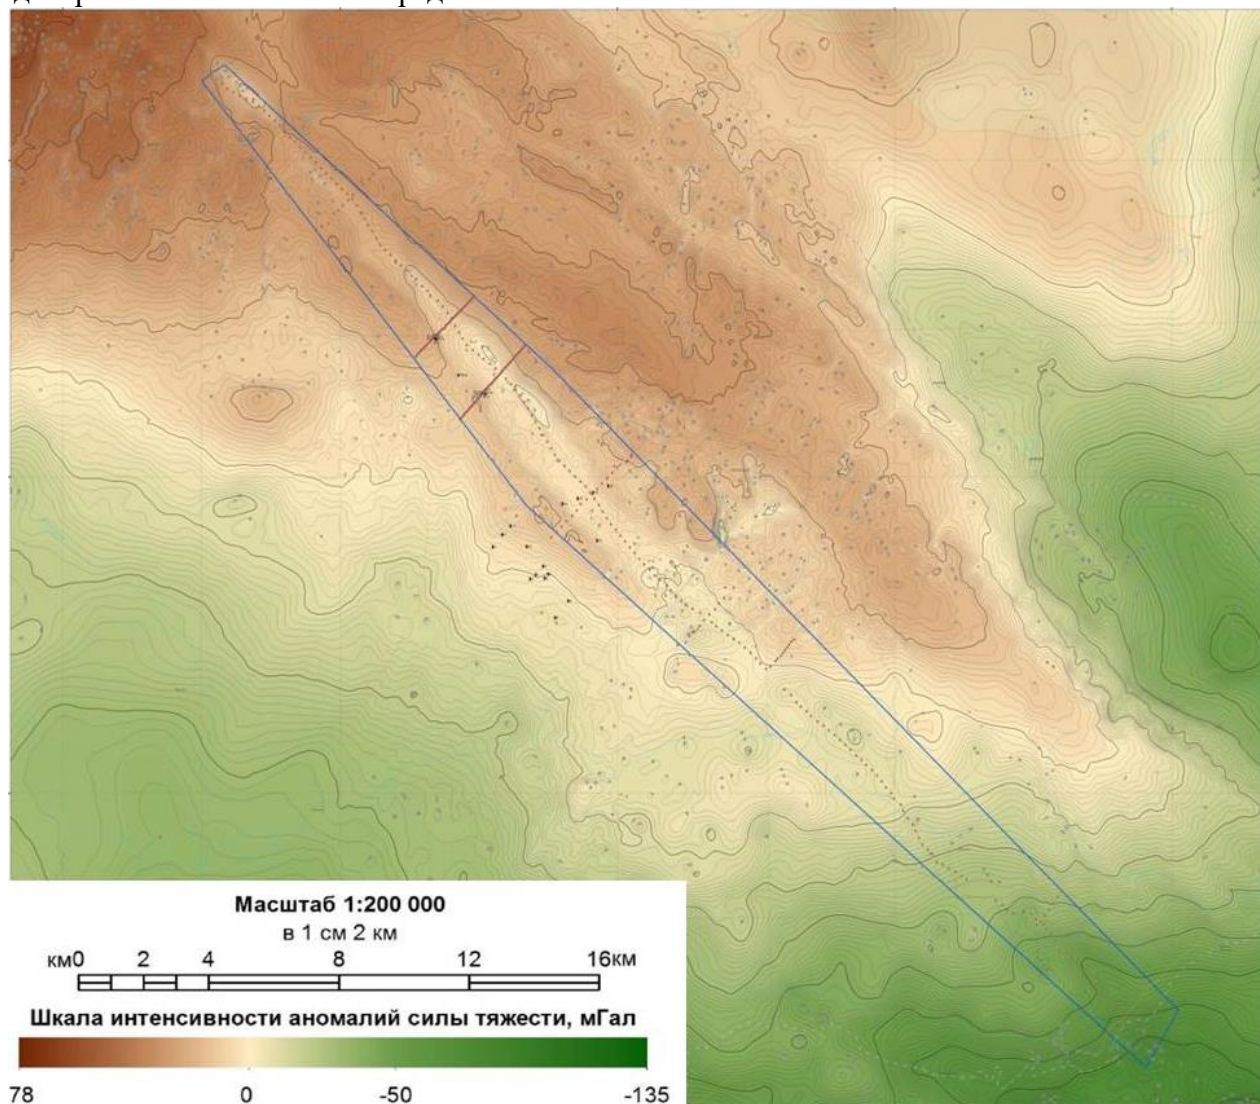 Масштаб 1:200 000
в 1 см 2 км
км0 2 4 8 12 16км
Шкала интенсивности аномалий силы тяжести, мГал
78 0 -50 -135